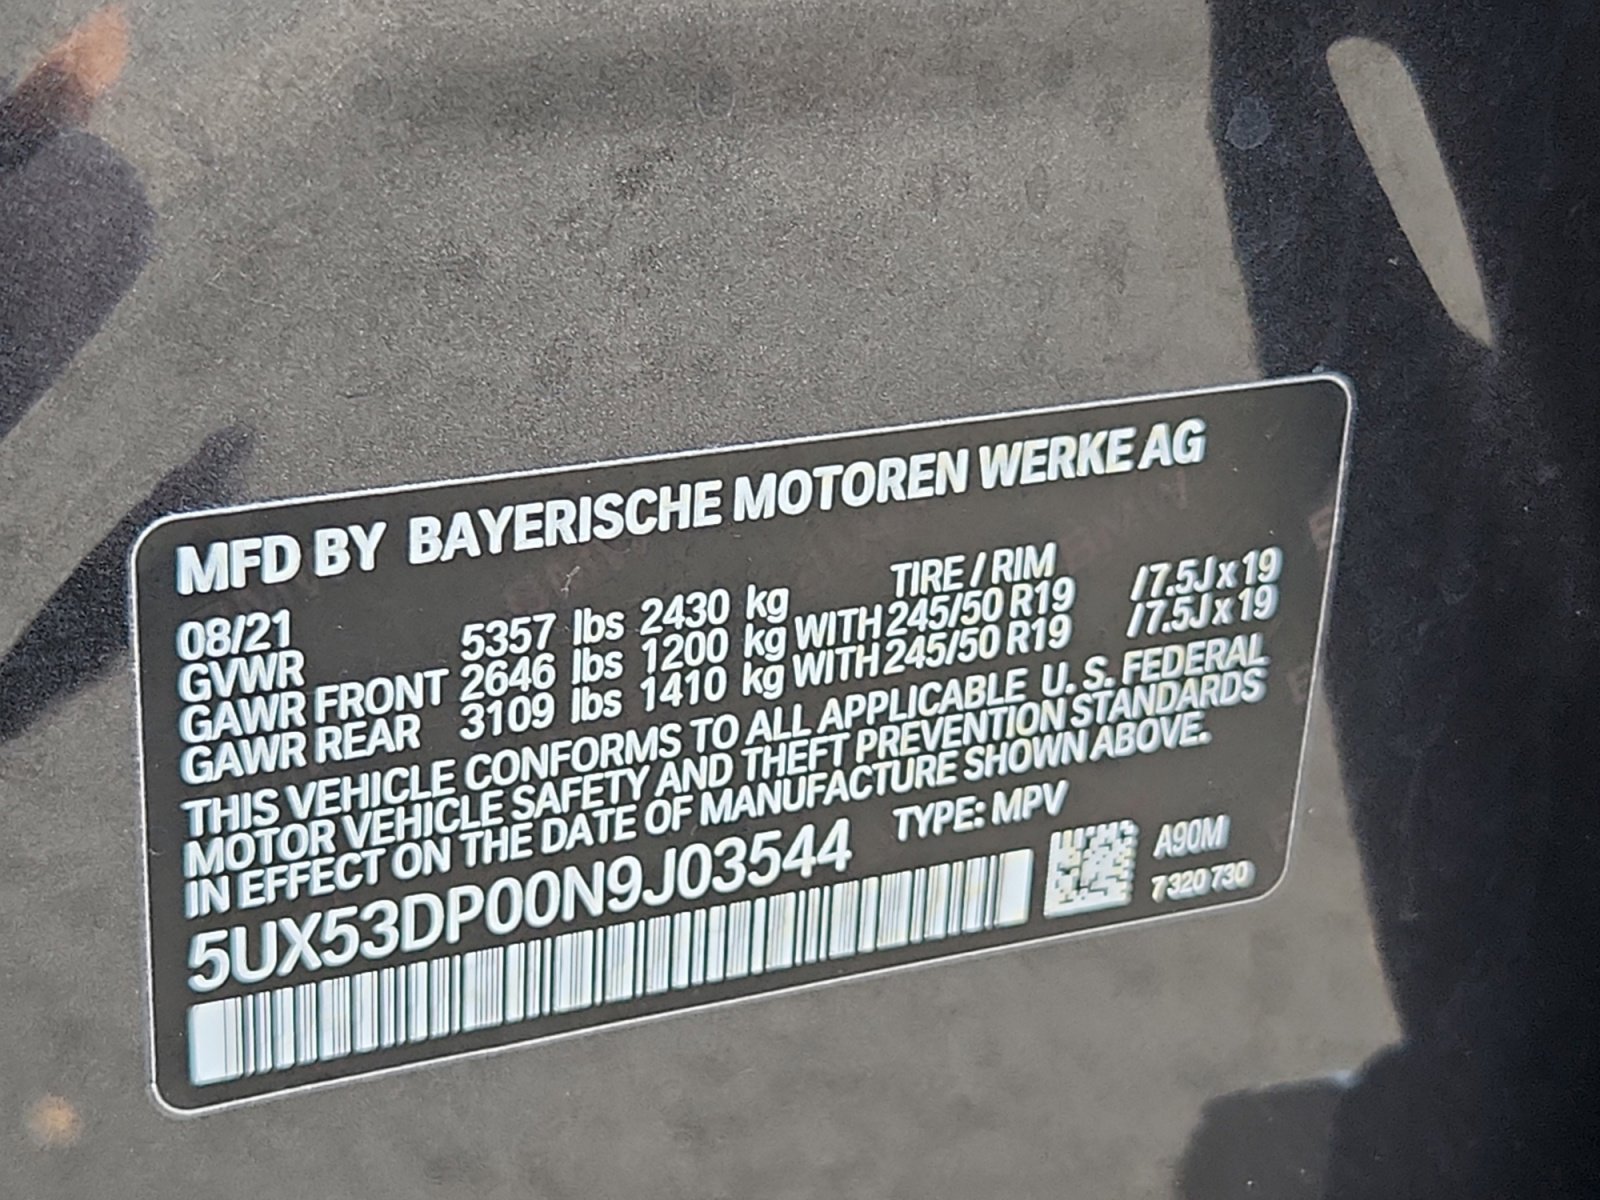 MFD BY BAYERISCHE MOTOREN WERKE AG
08/21 TIRE / RIM
GVWR 5357 lbs 2430 kg
GAWR FRONT 2646 lbs 1200 kg WITH 245/50 R19 /7.5J x 19
GAWR REAR 3109 lbs 1410 kg WITH 245/50 R19 /7.5J x 19
THIS VEHICLE CONFORMS TO ALL APPLICABLE U. S. FEDERAL
MOTOR VEHICLE SAFETY AND THEFT PREVENTION STANDARDS
IN EFFECT ON THE DATE OF MANUFACTURE SHOWN ABOVE.
5UX53DP00N9J03544 TYPE: MPV
A90M
7 320 730